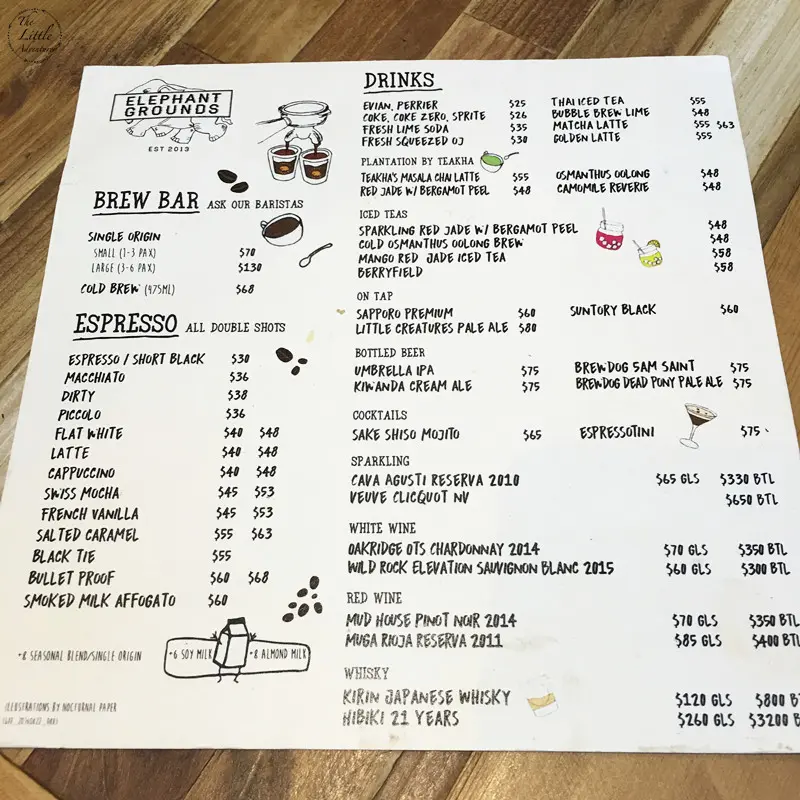 The
Little
Adventurer
ELEPHANT
GROUNDS
EST 2013
BREW BAR ASK OUR BARISTAS
SINGLE ORIGIN
SMALL (1-3 PAX) $70
LARGE (3-6 PAX) $130
COLD BREW (475ML) $68
ESPRESSO ALL DOUBLE SHOTS
ESPRESSO / SHORT BLACK $30
MACCHIATO $36
DIRTY $38
PICCOLO $36
FLAT WHITE $40 $48
LATTE $40 $48
CAPPUCCINO $40 $48
SWISS MOCHA $45 $53
FRENCH VANILLA $45 $53
SALTED CARAMEL $55 $63
BLACK TIE $55
BULLET PROOF $60 $68
SMOKED MILK AFFOGATO $60
+8 SEASONAL BLEND/SINGLE ORIGIN
+6 SOY MILK +8 ALMOND MILK
ILLUSTRATIONS BY NOCTURNAL PAPER
DRINKS
EVIAN, PERRIER $25 THAI ICED TEA $55
COKE, COKE ZERO, SPRITE $26 BUBBLE BREW LIME $48
FRESH LIME SODA $35 MATCHA LATTE $55 $63
FRESH SQUEEZED OJ $30 GOLDEN LATTE $55
PLANTATION BY TEAKHA
TEAKHA'S MASALA CHAI LATTE $55 OSMANTHUS OOLONG $48
RED JADE W/ BERGAMOT PEEL $48 CAMOMILE REVERIE $48
ICED TEAS
SPARKLING RED JADE W/ BERGAMOT PEEL $48
COLD OSMANTHUS OOLONG BREW $48
MANGO RED JADE ICED TEA $58
BERRYFIELD $58
ON TAP
SAPPORO PREMIUM $60 SUNTORY BLACK $60
LITTLE CREATURES PALE ALE $80
BOTTLED BEER
UMBRELLA IPA $75 BREWDOG 5AM SAINT $75
KIWANDA CREAM ALE $75 BREWDOG DEAD PONY PALE ALE $75
COCKTAILS
SAKE SHISO MOJITO $65 ESPRESSOTINI $75
SPARKLING
CAVA AGUSTI RESERVA 2010 $65 GLS $330 BTL
VEUVE CLICQUOT NV $650 BTL
WHITE WINE
OAKRIDGE OTS CHARDONNAY 2014 $70 GLS $350 BTL
WILD ROCK ELEVATION SAUVIGNON BLANC 2015 $60 GLS $300 BTL
RED WINE
MUD HOUSE PINOT NOIR 2014 $70 GLS $350 BTL
MUGA RIOJA RESERVA 2011 $85 GLS $400 BTL
WHISKY
KIRIN JAPANESE WHISKY $120 GLS $800 B
HIBIKI 21 YEARS $260 GLS $3200 B